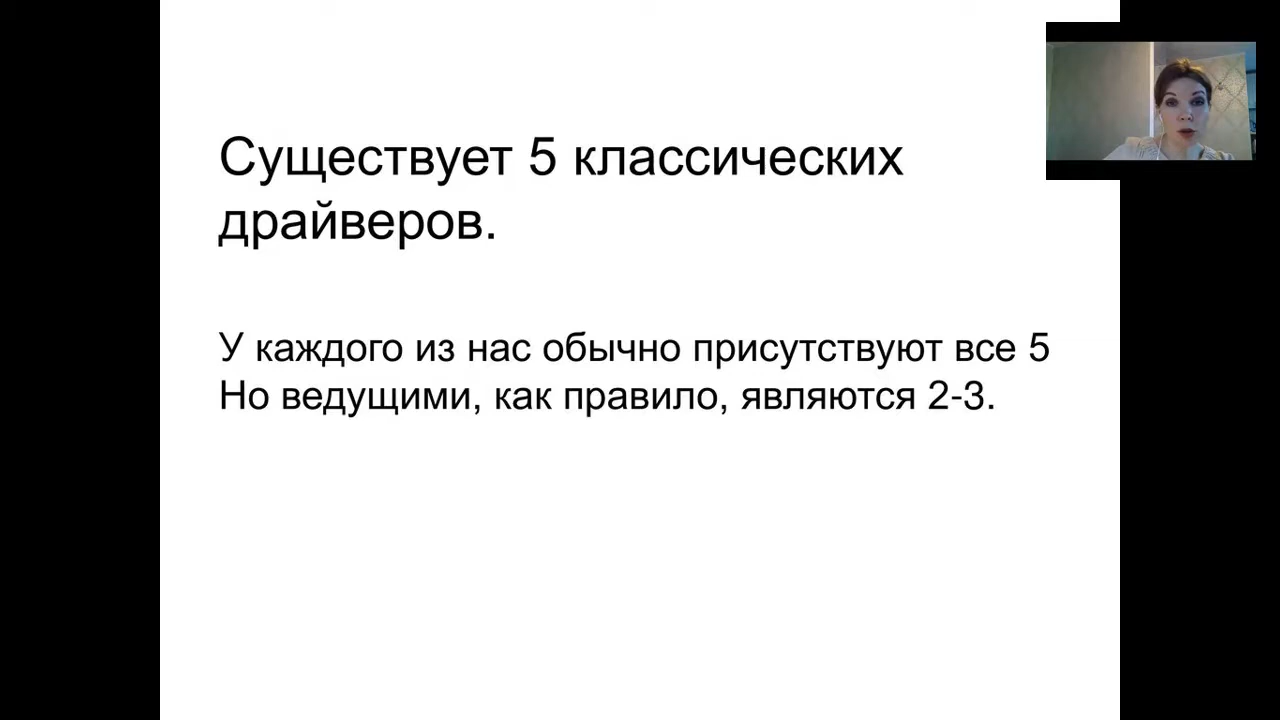 Существует 5 классических
драйверов.
У каждого из нас обычно присутствуют все 5
Но ведущими, как правило, являются 2-3.